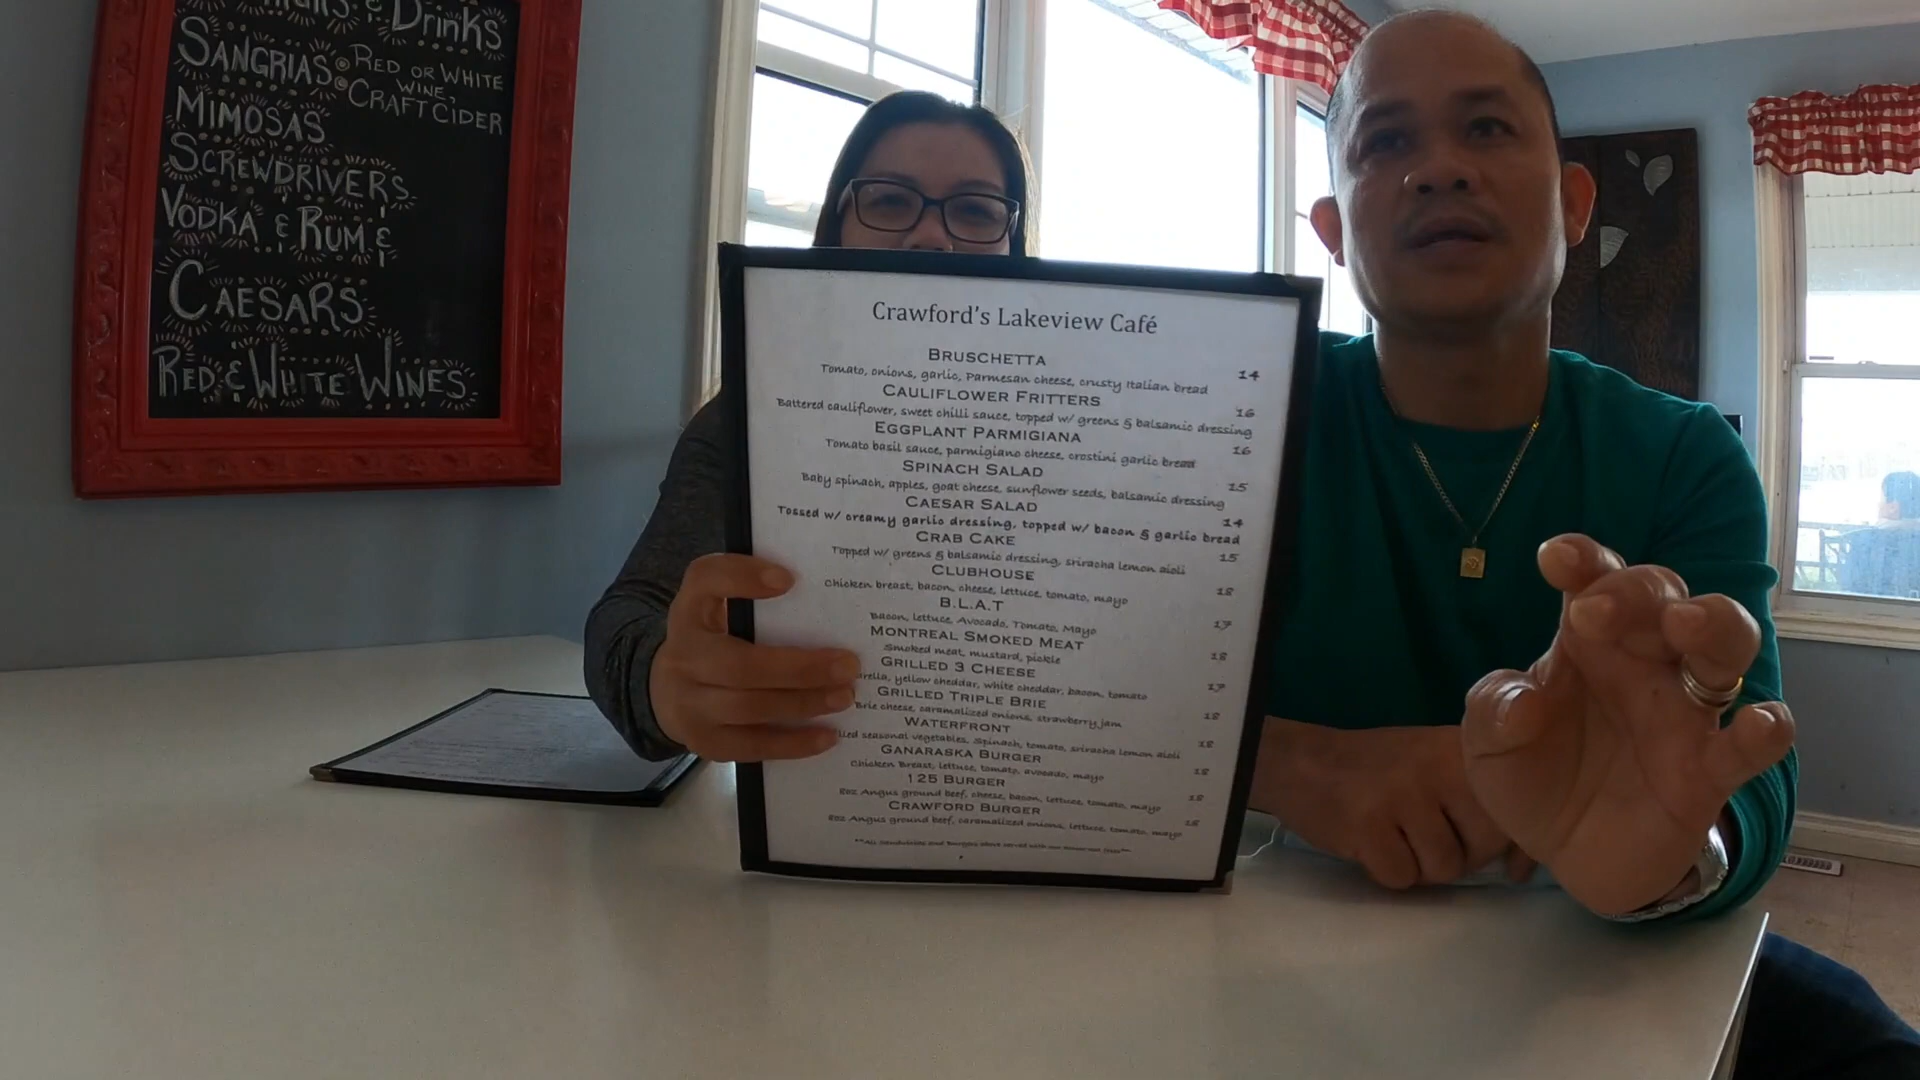 & Drinks
SANGRIAS @ RED OR WHITE
WINE,
@ CRAFT CIDER
MIMOSAS
SCREWDRIVERS
VODKA & RUM &
CAESARS
RED & WHITE WINES
Crawford's Lakeview Café
BRUSCHETTA
Tomato, onions, garlic, Parmesan cheese, crusty Italian bread 14
CAULIFLOWER FRITTERS
Battered cauliflower, sweet chilli sauce, topped w/ greens & balsamic dressing 16
EGGPLANT PARMIGIANA
Tomato basil sauce, parmigiano cheese, crostini garlic bread 16
SPINACH SALAD
Baby spinach, apples, goat cheese, sunflower seeds, balsamic dressing 15
CAESAR SALAD
Tossed w/ creamy garlic dressing, topped w/ bacon & garlic bread 14
CRAB CAKE
Topped w/ greens & balsamic dressing, sriracha lemon aioli 15
CLUBHOUSE
Chicken breast, bacon, cheese, lettuce, tomato, mayo 18
B.L.A.T
Bacon, lettuce, Avocado, Tomato, Mayo 17
MONTREAL SMOKED MEAT
Smoked meat, mustard, pickle 18
GRILLED 3 CHEESE
yellow cheddar, white cheddar, bacon, tomato 17
GRILLED TRIPLE BRIE
Brie cheese, caramalized onions, strawberry jam 18
WATERFRONT
seasonal vegetables, Spinach, tomato, sriracha lemon aioli 18
GANARASKA BURGER
Chicken Breast, lettuce, tomato, avocado, mayo 18
125 BURGER
8oz Angus ground beef, cheese, bacon, lettuce, tomato, mayo 18
CRAWFORD BURGER
8oz Angus ground beef, caramalized onions, lettuce, tomato, mayo 18